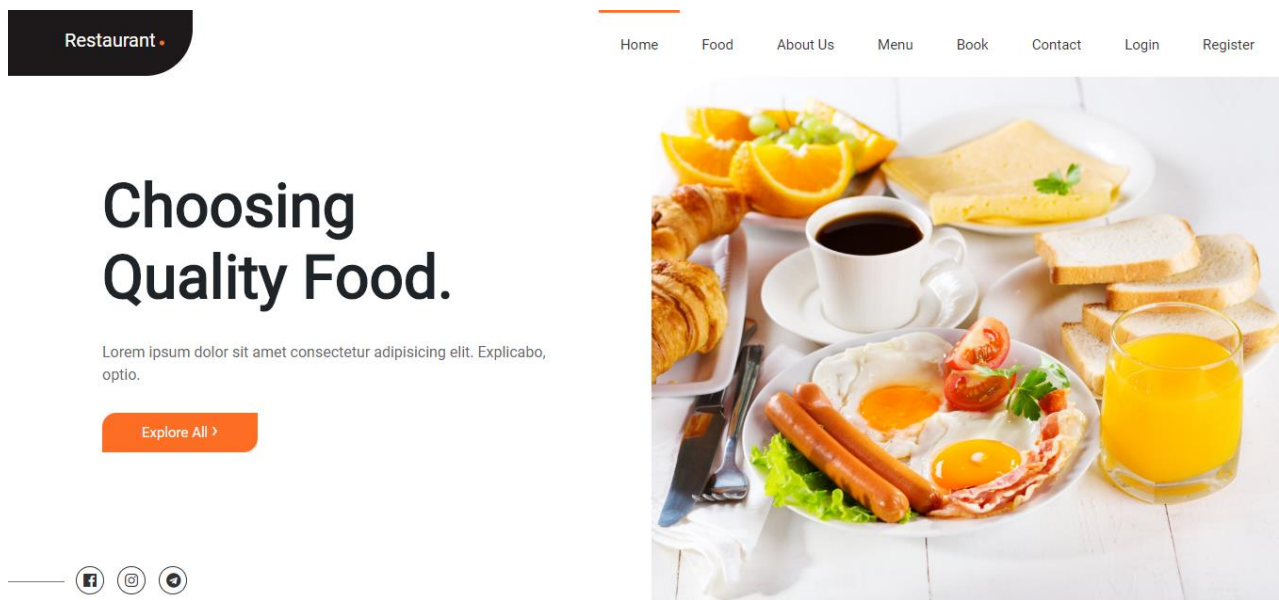 Restaurant
Home Food About Us Menu Book Contact Login Register
Choosing
Quality Food.
Lorem ipsum dolor sit amet consectetur adipisicing elit. Explicabo,
optio.
Explore All ›